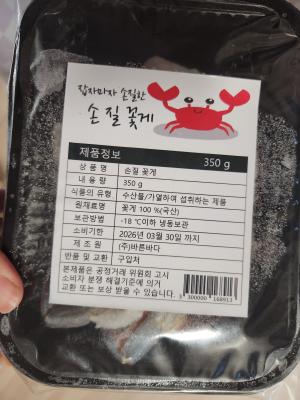 잡자마자 손질한
손질꽃게
제품정보 350 g
상 품 명 손질 꽃게
내 용 량 350 g
식품의 유형 수산물/가열하여 섭취하는 제품
원재료명 꽃게 100 %(국산)
보관방법 -18 ℃이하 냉동보관
소비기한 2026년 03월 30일 까지
제 조 원 (주)바른바다
반품 및 교환 구입처
본제품은 공정거래 위원회 고시
소비자 분쟁 해결기준에 의거
교환 또는 보상 받을 수 있습니다.
3 300000 168913